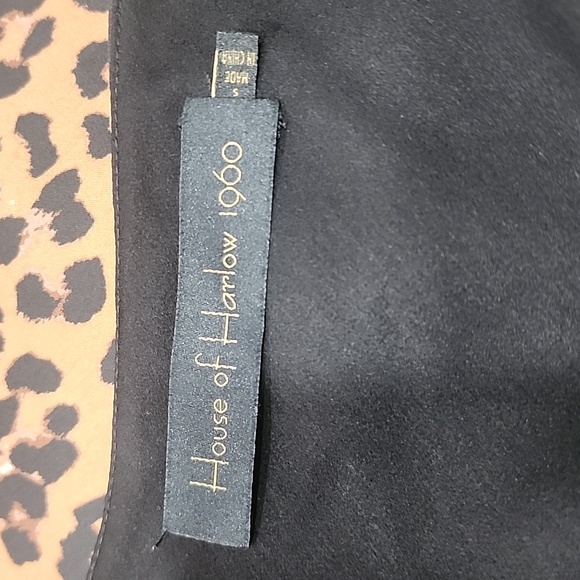 House of Harlow 1960
S
MADE
IN CHINA